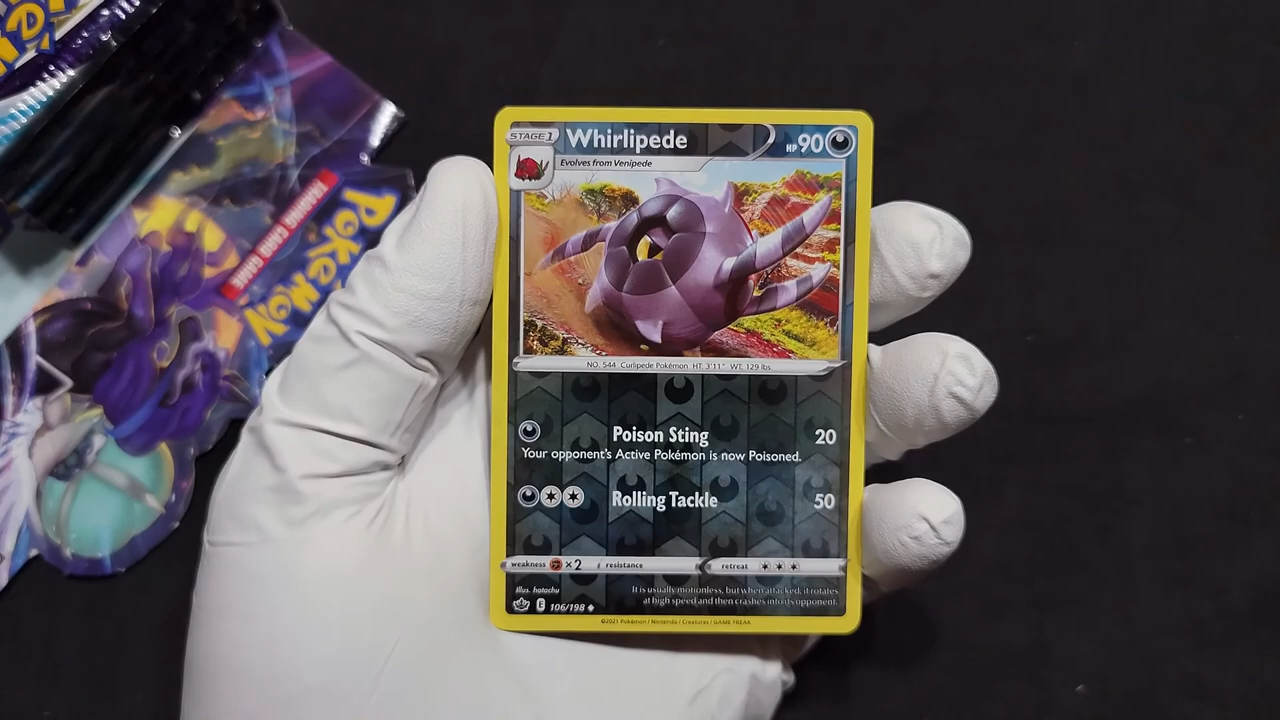 POKÉMON
TRADING CARD GAME
STAGE 1
Whirlipede
HP 90
Evolves from Venipede
NO. 544 Curlipede Pokémon HT: 3'11" WT: 129 lbs.
Poison Sting 20
Your opponent's Active Pokémon is now Poisoned.
Rolling Tackle 50
weakness ×2 resistance retreat
Illus. hatachu
It is usually motionless, but when attacked, it rotates
at high speed and then crashes into its opponent.
E 106/198
©2021 Pokémon / Nintendo / Creatures / GAME FREAK